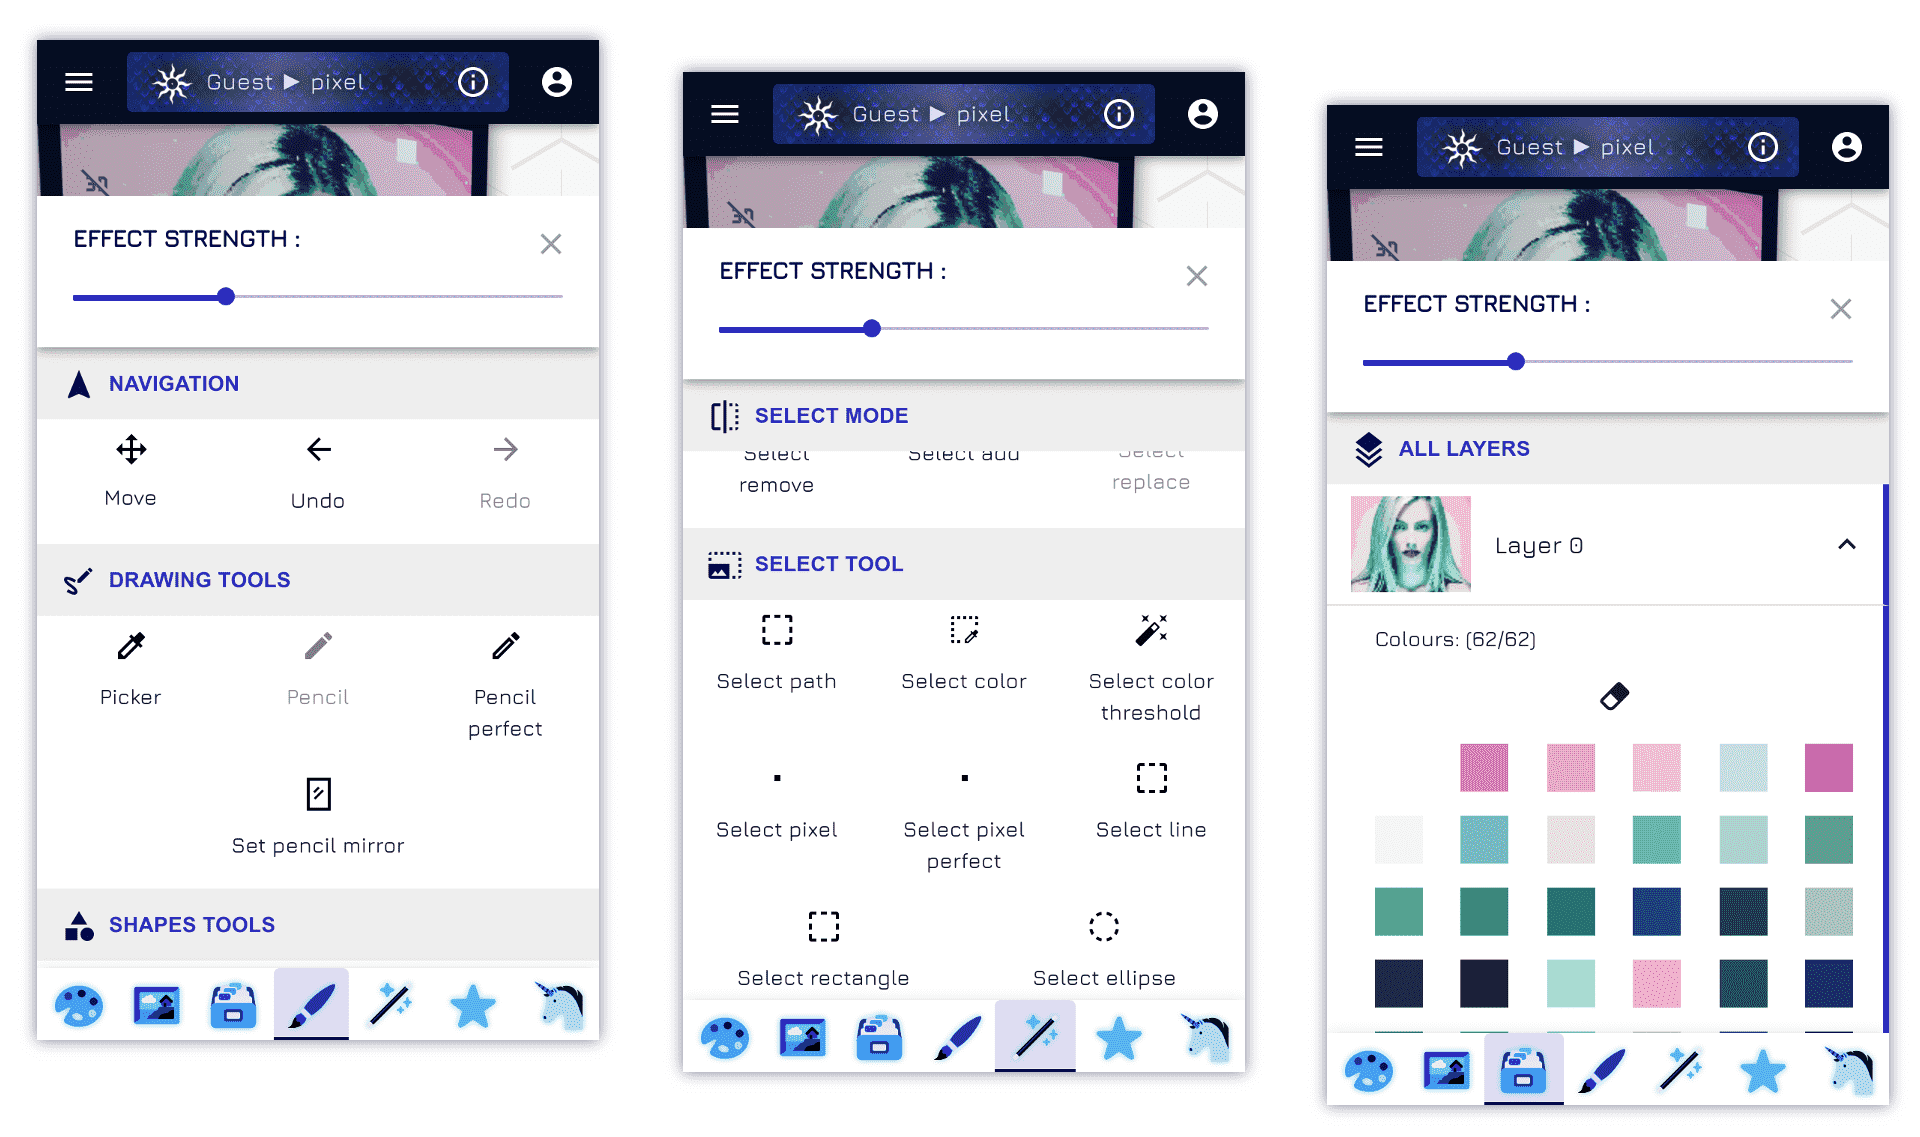 Guest ▶ pixel
EFFECT STRENGTH :
NAVIGATION
Move
Undo
Redo
DRAWING TOOLS
Picker
Pencil
Pencil
perfect
Set pencil mirror
SHAPES TOOLS
Guest ▶ pixel
EFFECT STRENGTH :
SELECT MODE
Select
remove
Select add
Select
replace
SELECT TOOL
Select path
Select color
Select color
threshold
Select pixel
Select pixel
perfect
Select line
Select rectangle
Select ellipse
Guest ▶ pixel
EFFECT STRENGTH :
ALL LAYERS
Layer 0
Colours: (62/62)